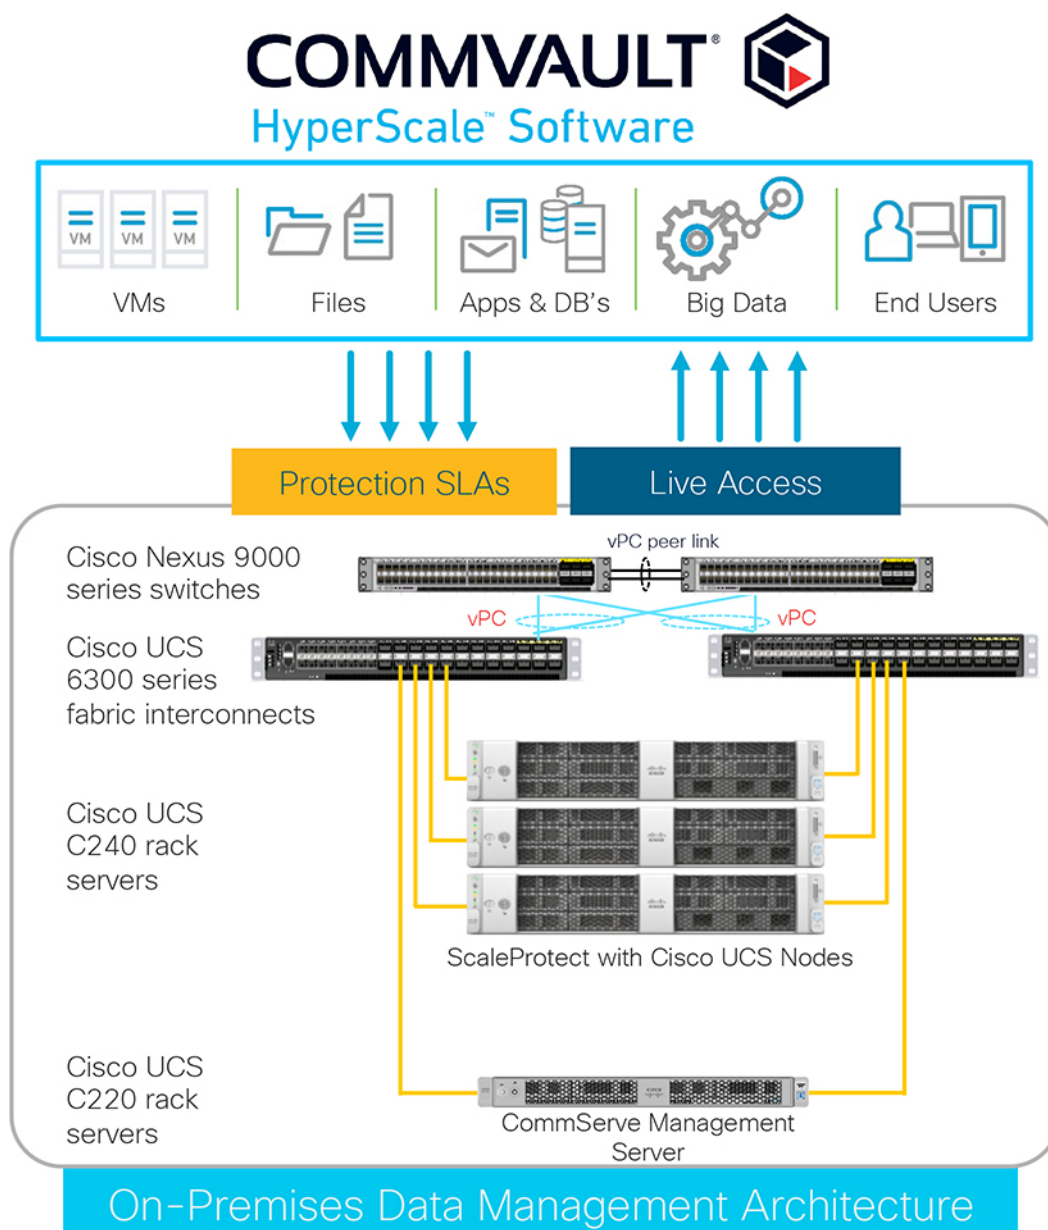 COMMVAULT®
HyperScale™ Software
VM VM VM
VMs
Files
Apps & DB's
Big Data
End Users
Protection SLAs
Live Access
Cisco Nexus 9000
series switches
vPC peer link
vPC
vPC
Cisco UCS
6300 series
fabric interconnects
Cisco UCS
C240 rack
servers
ScaleProtect with Cisco UCS Nodes
Cisco UCS
C220 rack
servers
CommServe Management
Server
On-Premises Data Management Architecture